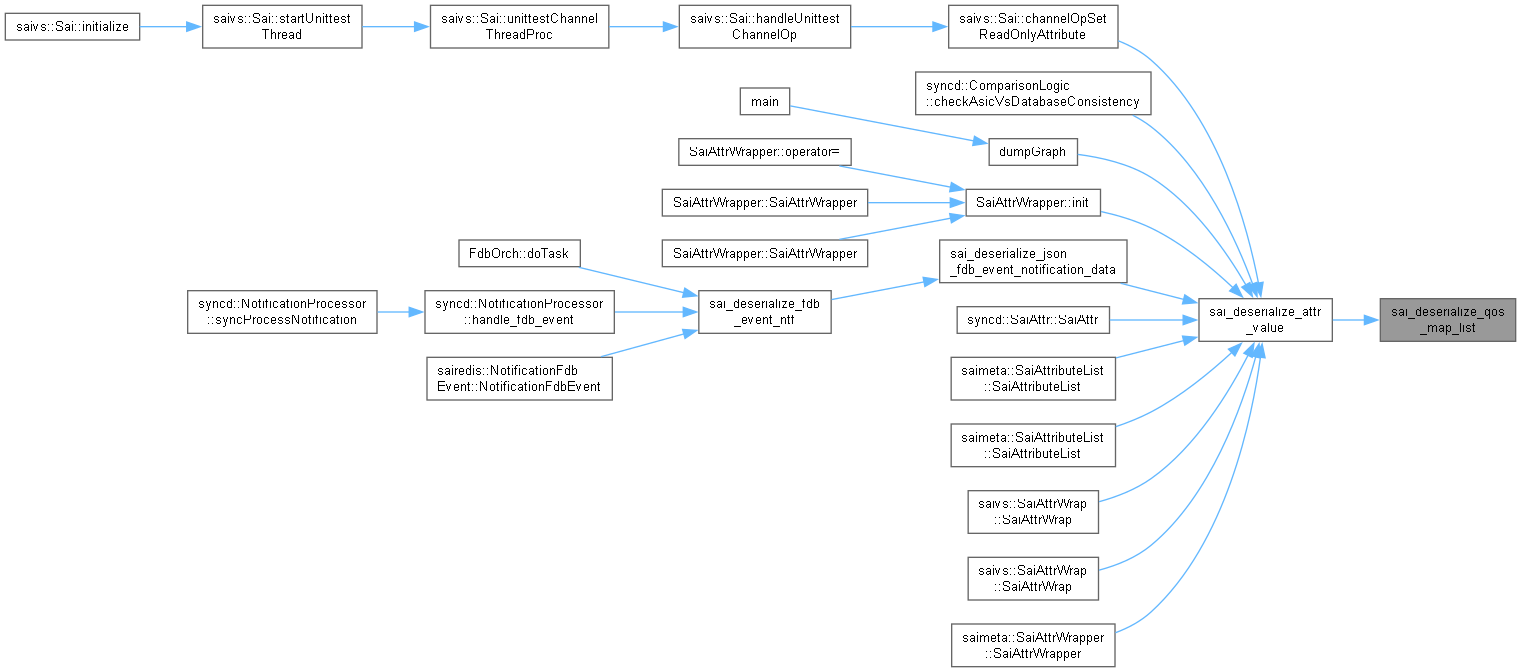 saivs::Sai::initialize
saivs::Sai::startUnittest
Thread
saivs::Sai::unittestChannel
ThreadProc
saivs::Sai::handleUnittest
ChannelOp
saivs::Sai::channelOpSet
ReadOnlyAttribute
syncd::ComparisonLogic
::checkAsicVsDatabaseConsistency
main
dumpGraph
SaiAttrWrapper::operator=
SaiAttrWrapper::SaiAttrWrapper
SaiAttrWrapper::init
SaiAttrWrapper::SaiAttrWrapper
FdbOrch::doTask
sai_deserialize_json
_fdb_event_notification_data
syncd::NotificationProcessor
::syncProcessNotification
syncd::NotificationProcessor
::handle_fdb_event
sai_deserialize_fdb
_event_ntf
syncd::SaiAttr::SaiAttr
sai_deserialize_attr
_value
sai_deserialize_qos
_map_list
sairedis::NotificationFdb
Event::NotificationFdbEvent
saimeta::SaiAttributeList
::SaiAttributeList
saimeta::SaiAttributeList
::SaiAttributeList
saivs::SaiAttrWrap
::SaiAttrWrap
saivs::SaiAttrWrap
::SaiAttrWrap
saimeta::SaiAttrWrapper
::SaiAttrWrapper